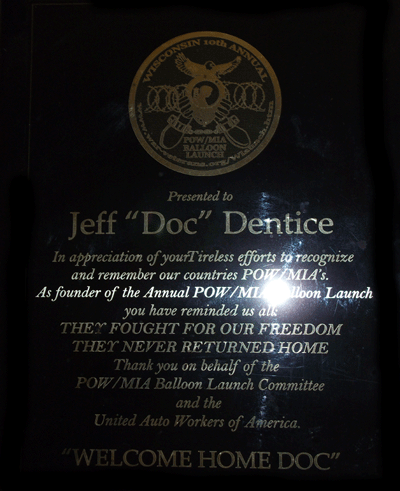 WISCONSIN 10TH ANNUAL
POW/MIA
BALLOON
LAUNCH
Presented to
Jeff "Doc" Dentice
In appreciation of yourTireless efforts to recognize
and remember our countries POW/MIA's.
As founder of the Annual POW/MIA Balloon Launch
you have reminded us all:
THEY FOUGHT FOR OUR FREEDOM
THEY NEVER RETURNED HOME
Thank you on behalf of the
POW/MIA Balloon Launch Committee
and the
United Auto Workers of America.
"WELCOME HOME DOC"